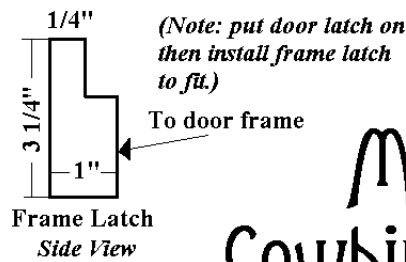 1/4"
(Note: put door latch on
then install frame latch
to fit.)
3 1/4"
To door frame
1"
Frame Latch
Side View